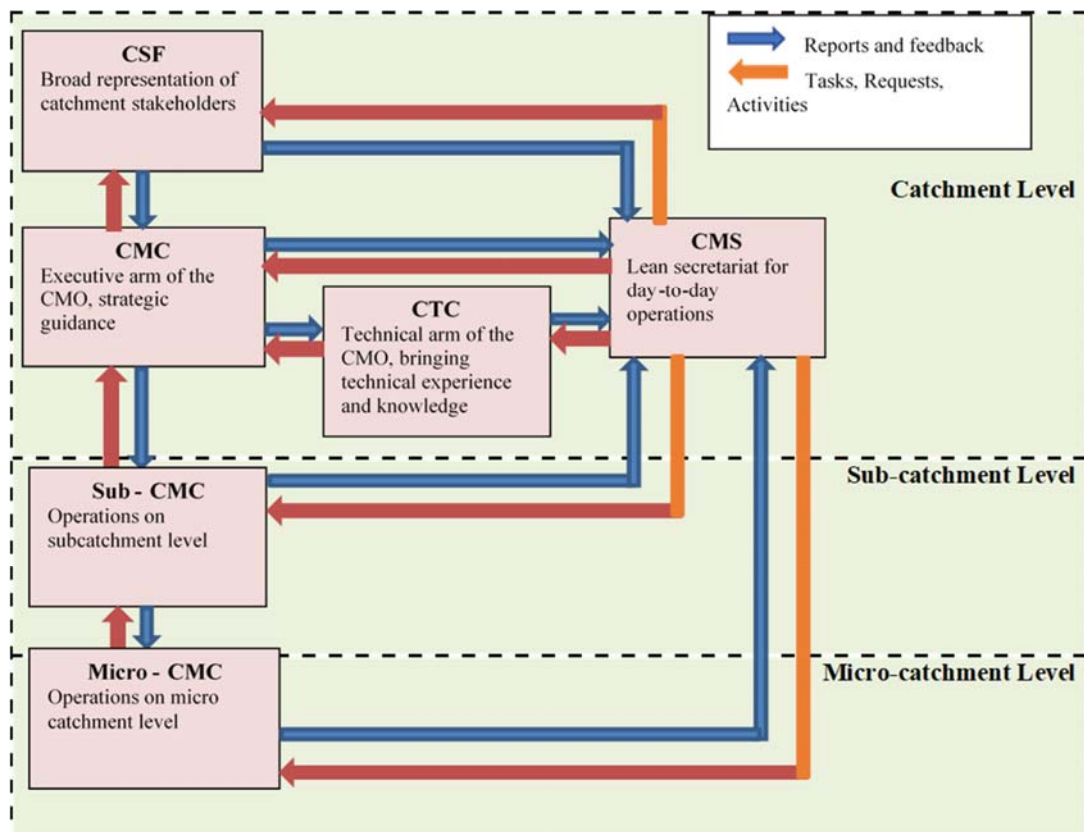 CSF
Broad representation of
catchment stakeholders
Reports and feedback
Tasks, Requests,
Activities
Catchment Level
CMC
Executive arm of the
CMO, strategic
guidance
CTC
Technical arm of the
CMO, bringing
technical experience
and knowledge
CMS
Lean secretariat for
day-to-day
operations
Sub-catchment Level
Sub - CMC
Operations on
subcatchment level
Micro-catchment Level
Micro - CMC
Operations on micro
catchment level